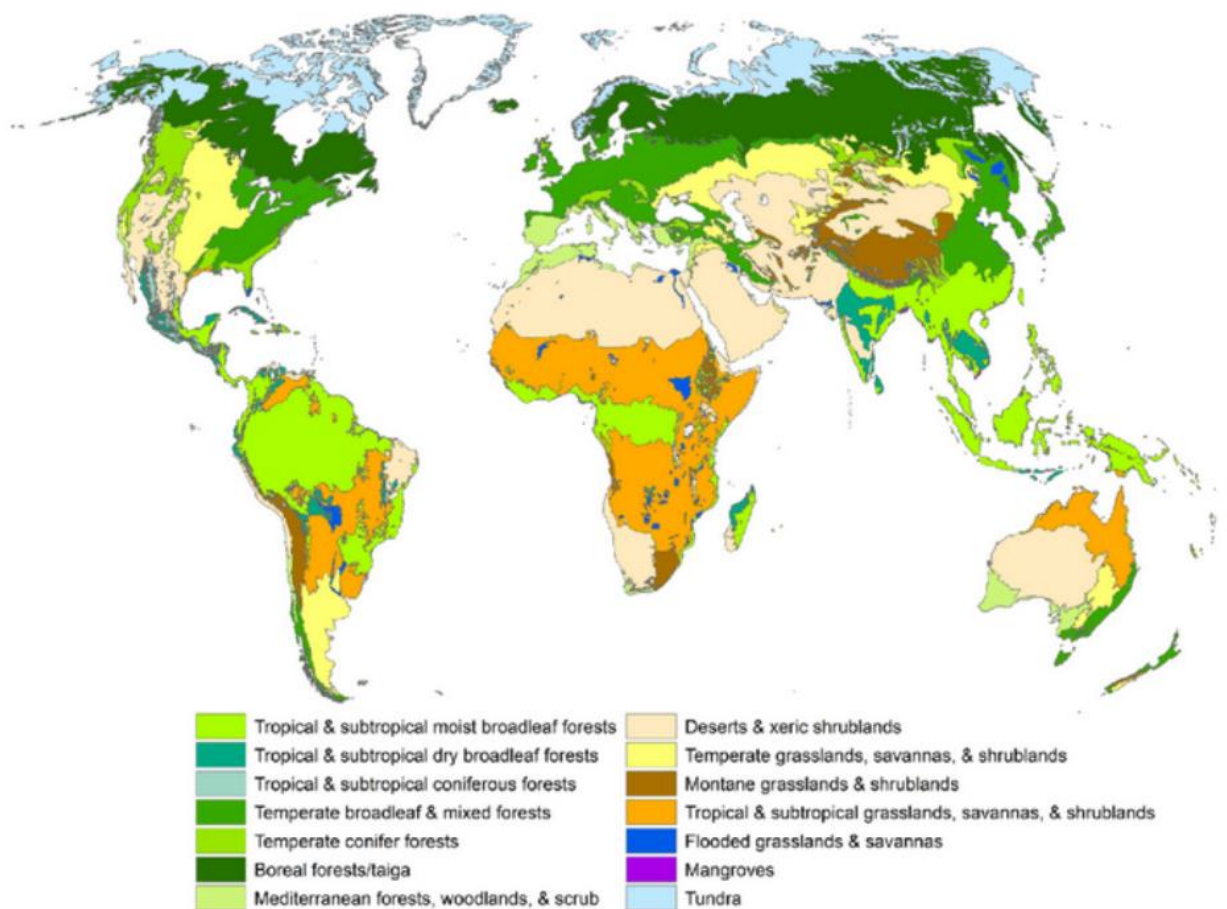 Tropical & subtropical moist broadleaf forests
Tropical & subtropical dry broadleaf forests
Tropical & subtropical coniferous forests
Temperate broadleaf & mixed forests
Temperate conifer forests
Boreal forests/taiga
Mediterranean forests, woodlands, & scrub
Deserts & xeric shrublands
Temperate grasslands, savannas, & shrublands
Montane grasslands & shrublands
Tropical & subtropical grasslands, savannas, & shrublands
Flooded grasslands & savannas
Mangroves
Tundra